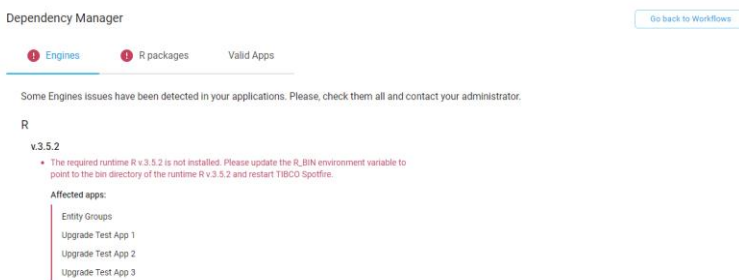 Dependency Manager
Go back to Workflows
Engines
R packages
Valid Apps
Some Engines issues have been detected in your applications. Please, check them all and contact your administrator.
R
v.3.5.2
The required runtime R v.3.5.2 is not installed. Please update the R_BIN environment variable to
point to the bin directory of the runtime R v.3.5.2 and restart TIBCO Spotfire.
Affected apps:
Entity Groups
Upgrade Test App 1
Upgrade Test App 2
Upgrade Test App 3